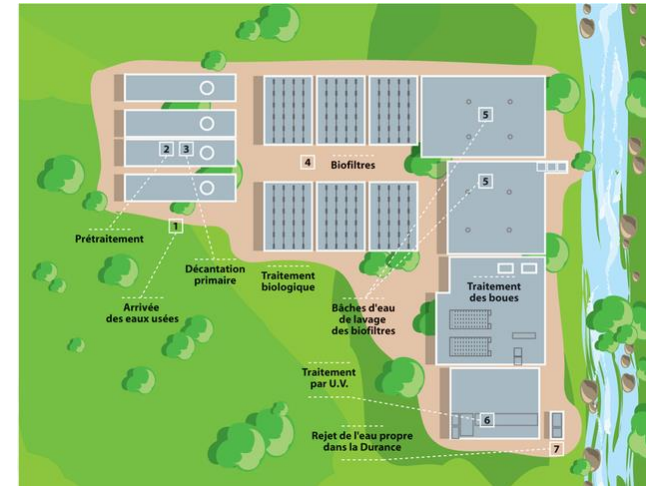 5
2
3
4
Biofiltres
5
1
Prétraitement
Décantation
primaire
Traitement
biologique
Traitement
des boues
Arrivée
des eaux usées
Bâches d'eau
de lavage
des biofiltres
Traitement
par U.V.
6
Rejet de l'eau propre
dans la Durance
7